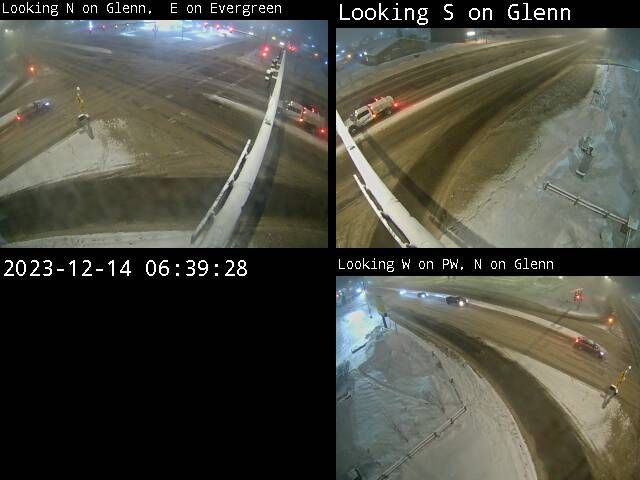 Looking N on Glenn,  E on Evergreen
Looking S on Glenn
2023-12-14 06:39:28
Looking W on PW, N on Glenn